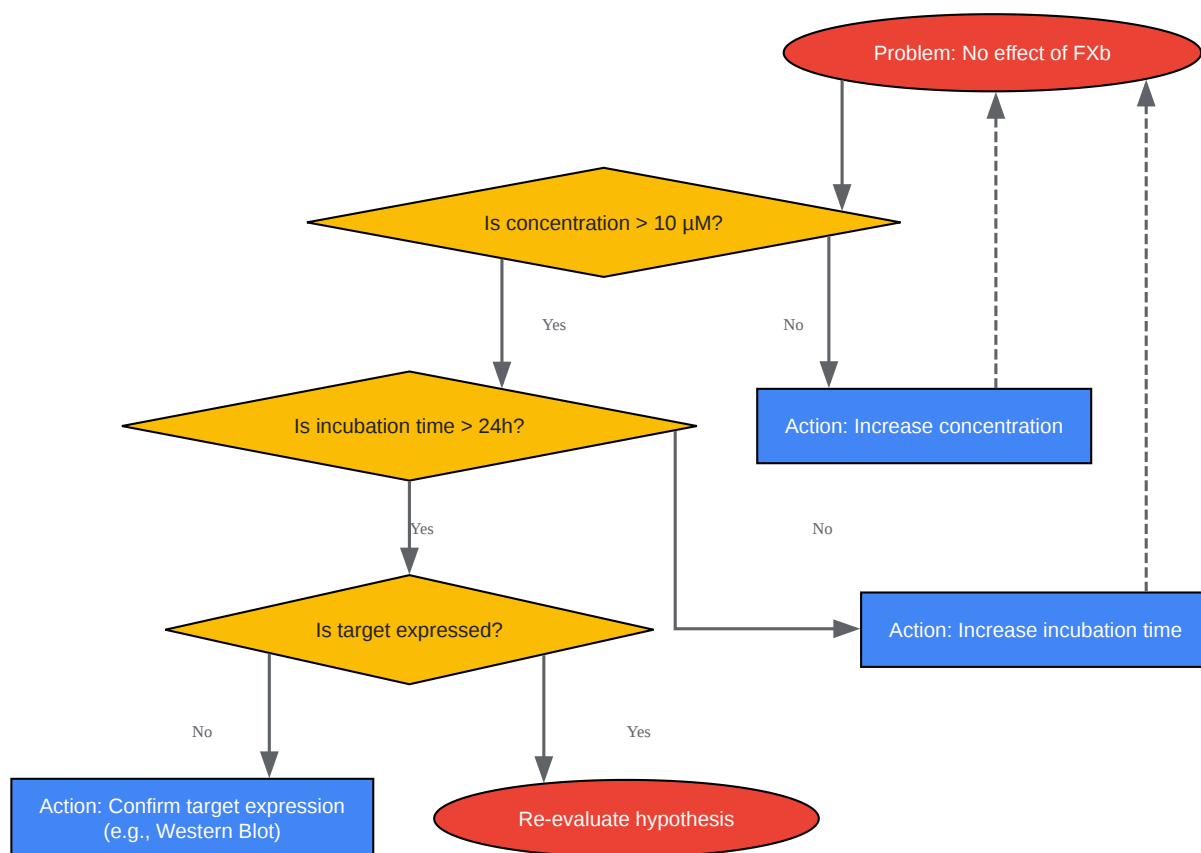 Problem: No effect of FXb
Is concentration > 10 µM?
Yes
No
Is incubation time > 24h?
Action: Increase concentration
Yes
No
Is target expressed?
Action: Increase incubation time
No
Yes
Action: Confirm target expression
(e.g., Western Blot)
Re-evaluate hypothesis